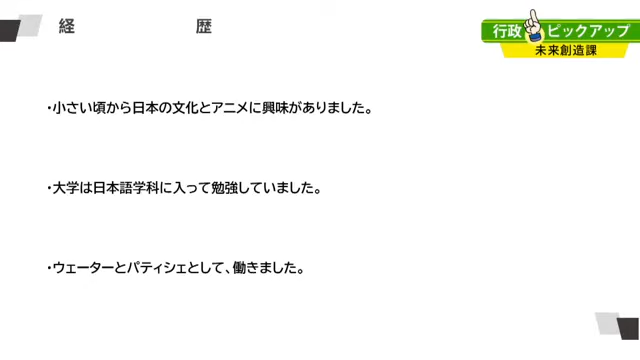 経歴
行政ピックアップ
未来創造課
・小さい頃から日本の文化とアニメに興味がありました。
・大学は日本語学科に入って勉強していました。
・ウェーターとパティシェとして、働きました。